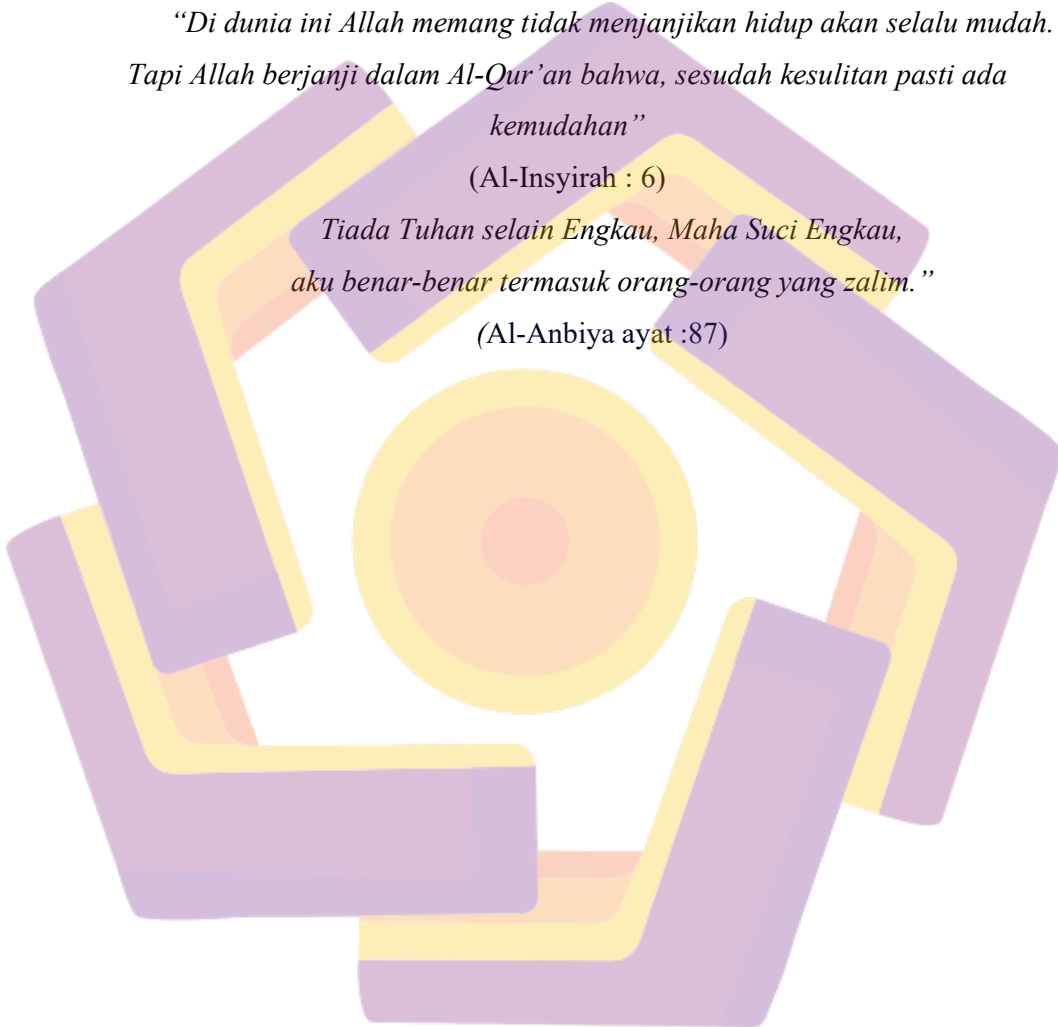 “Di dunia ini Allah memang tidak menjanjikan hidup akan selalu mudah.
Tapi Allah berjanji dalam Al-Qur’an bahwa, sesudah kesulitan pasti ada
kemudahan”
(Al-Insyirah : 6)
Tiada Tuhan selain Engkau, Maha Suci Engkau,
aku benar-benar termasuk orang-orang yang zalim.”
(Al-Anbiya ayat :87)